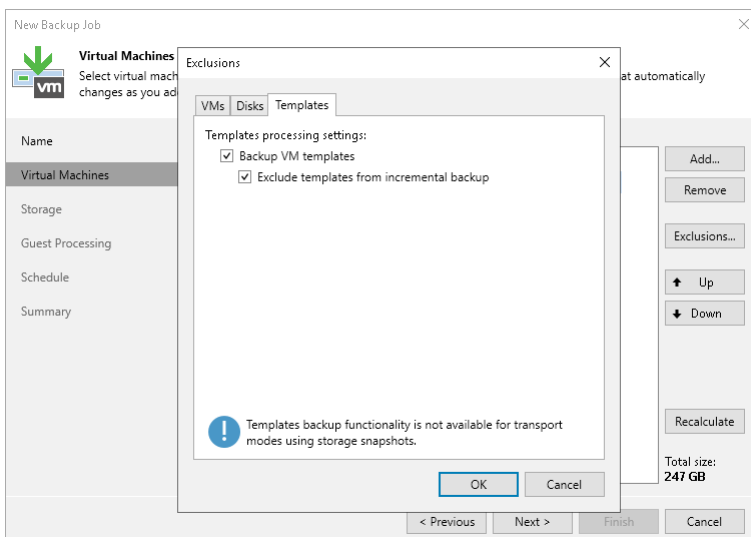 New Backup Job
Virtual Machines
Select virtual mach
at automatically
changes as you ad
vm
Name
Virtual Machines
Storage
Guest Processing
Schedule
Summary
Exclusions
VMs Disks Templates
Templates processing settings:
Backup VM templates
Exclude templates from incremental backup
Templates backup functionality is not available for transport
modes using storage snapshots.
OK Cancel
Add...
Remove
Exclusions...
Up
Down
Recalculate
Total size:
247 GB
< Previous Next > Finish Cancel